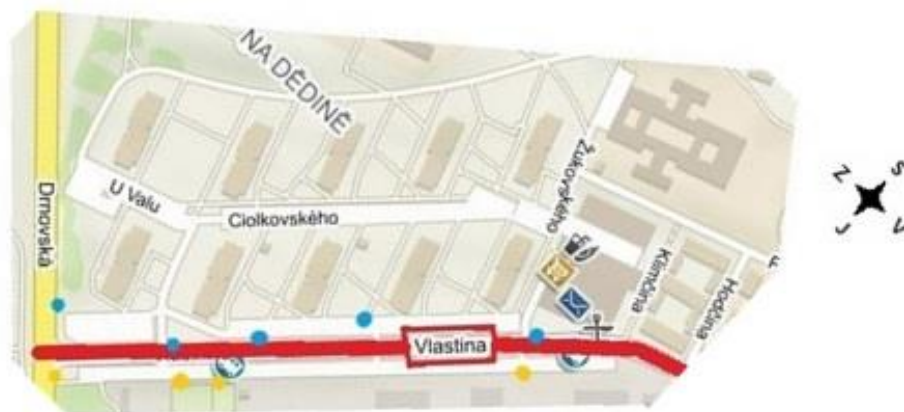 NA DĚDINĚ
Drnovská
U Valu
Ciolkovského
Žukovského
Klimčina
Hodčina
Vlastina
Z
S
J
V